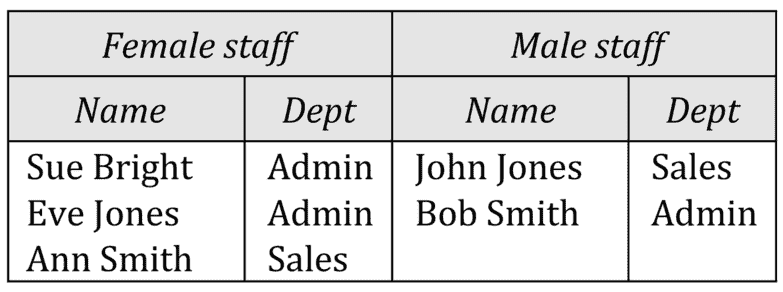 Female staff Male staff
Name Dept Name Dept
Sue Bright Admin John Jones Sales
Eve Jones Admin Bob Smith Admin
Ann Smith Sales